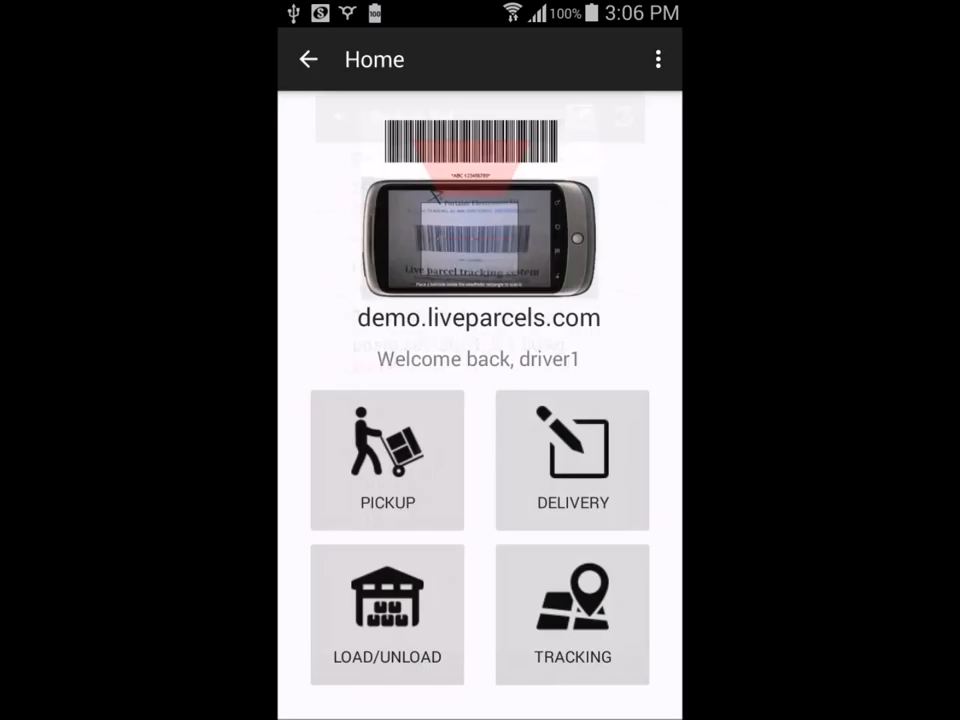 100
100% 3:06 PM
Home
demo.liveparcels.com
Welcome back, driver1
Live parcel tracking system
PICKUP
DELIVERY
LOAD/UNLOAD
TRACKING